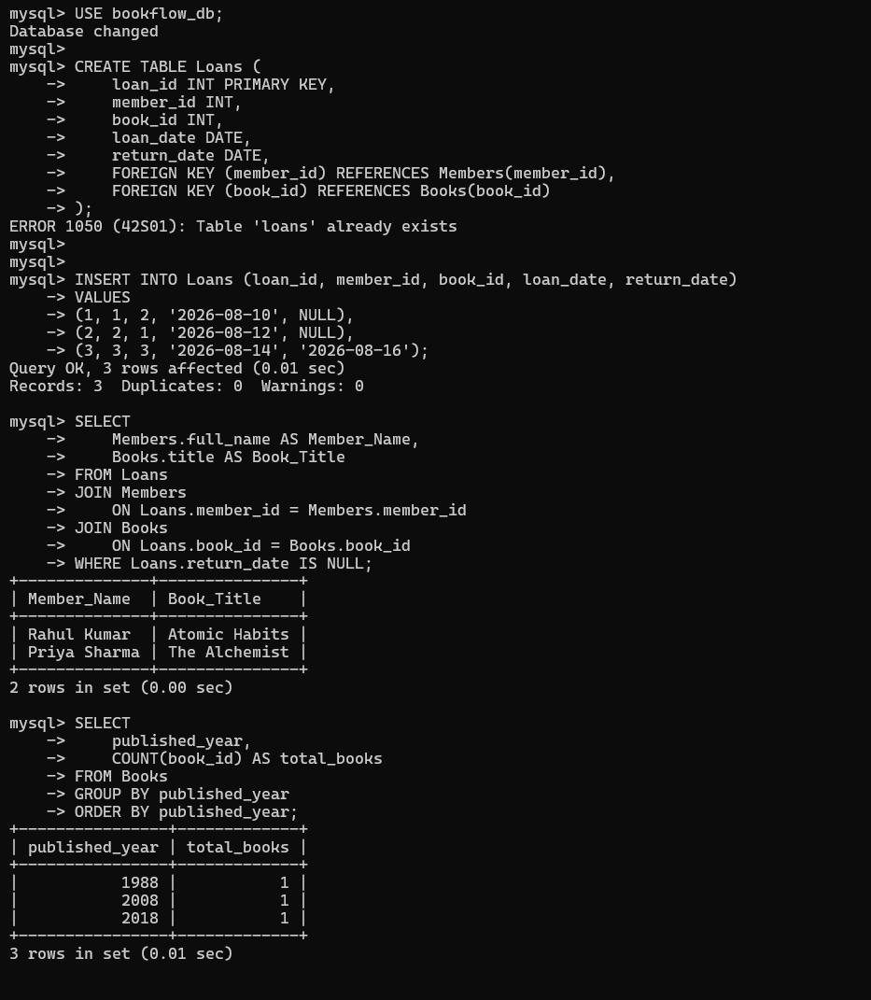 mysql> USE bookflow_db;
Database changed
mysql>
mysql> CREATE TABLE Loans (
    ->     loan_id INT PRIMARY KEY,
    ->     member_id INT,
    ->     book_id INT,
    ->     loan_date DATE,
    ->     return_date DATE,
    ->     FOREIGN KEY (member_id) REFERENCES Members(member_id),
    ->     FOREIGN KEY (book_id) REFERENCES Books(book_id)
    -> );
ERROR 1050 (42S01): Table 'loans' already exists
mysql>
mysql>
mysql> INSERT INTO Loans (loan_id, member_id, book_id, loan_date, return_date)
    -> VALUES
    -> (1, 1, 2, '2026-08-10', NULL),
    -> (2, 2, 1, '2026-08-12', NULL),
    -> (3, 3, 3, '2026-08-14', '2026-08-16');
Query OK, 3 rows affected (0.01 sec)
Records: 3  Duplicates: 0  Warnings: 0

mysql> SELECT
    ->     Members.full_name AS Member_Name,
    ->     Books.title AS Book_Title
    -> FROM Loans
    -> JOIN Members
    ->     ON Loans.member_id = Members.member_id
    -> JOIN Books
    ->     ON Loans.book_id = Books.book_id
    -> WHERE Loans.return_date IS NULL;
+--------------+---------------+
| Member_Name  | Book_Title    |
+--------------+---------------+
| Rahul Kumar  | Atomic Habits |
| Priya Sharma | The Alchemist |
+--------------+---------------+
2 rows in set (0.00 sec)

mysql> SELECT
    ->     published_year,
    ->     COUNT(book_id) AS total_books
    -> FROM Books
    -> GROUP BY published_year
    -> ORDER BY published_year;
+----------------+-------------+
| published_year | total_books |
+----------------+-------------+
|           1988 |           1 |
|           2008 |           1 |
|           2018 |           1 |
+----------------+-------------+
3 rows in set (0.01 sec)